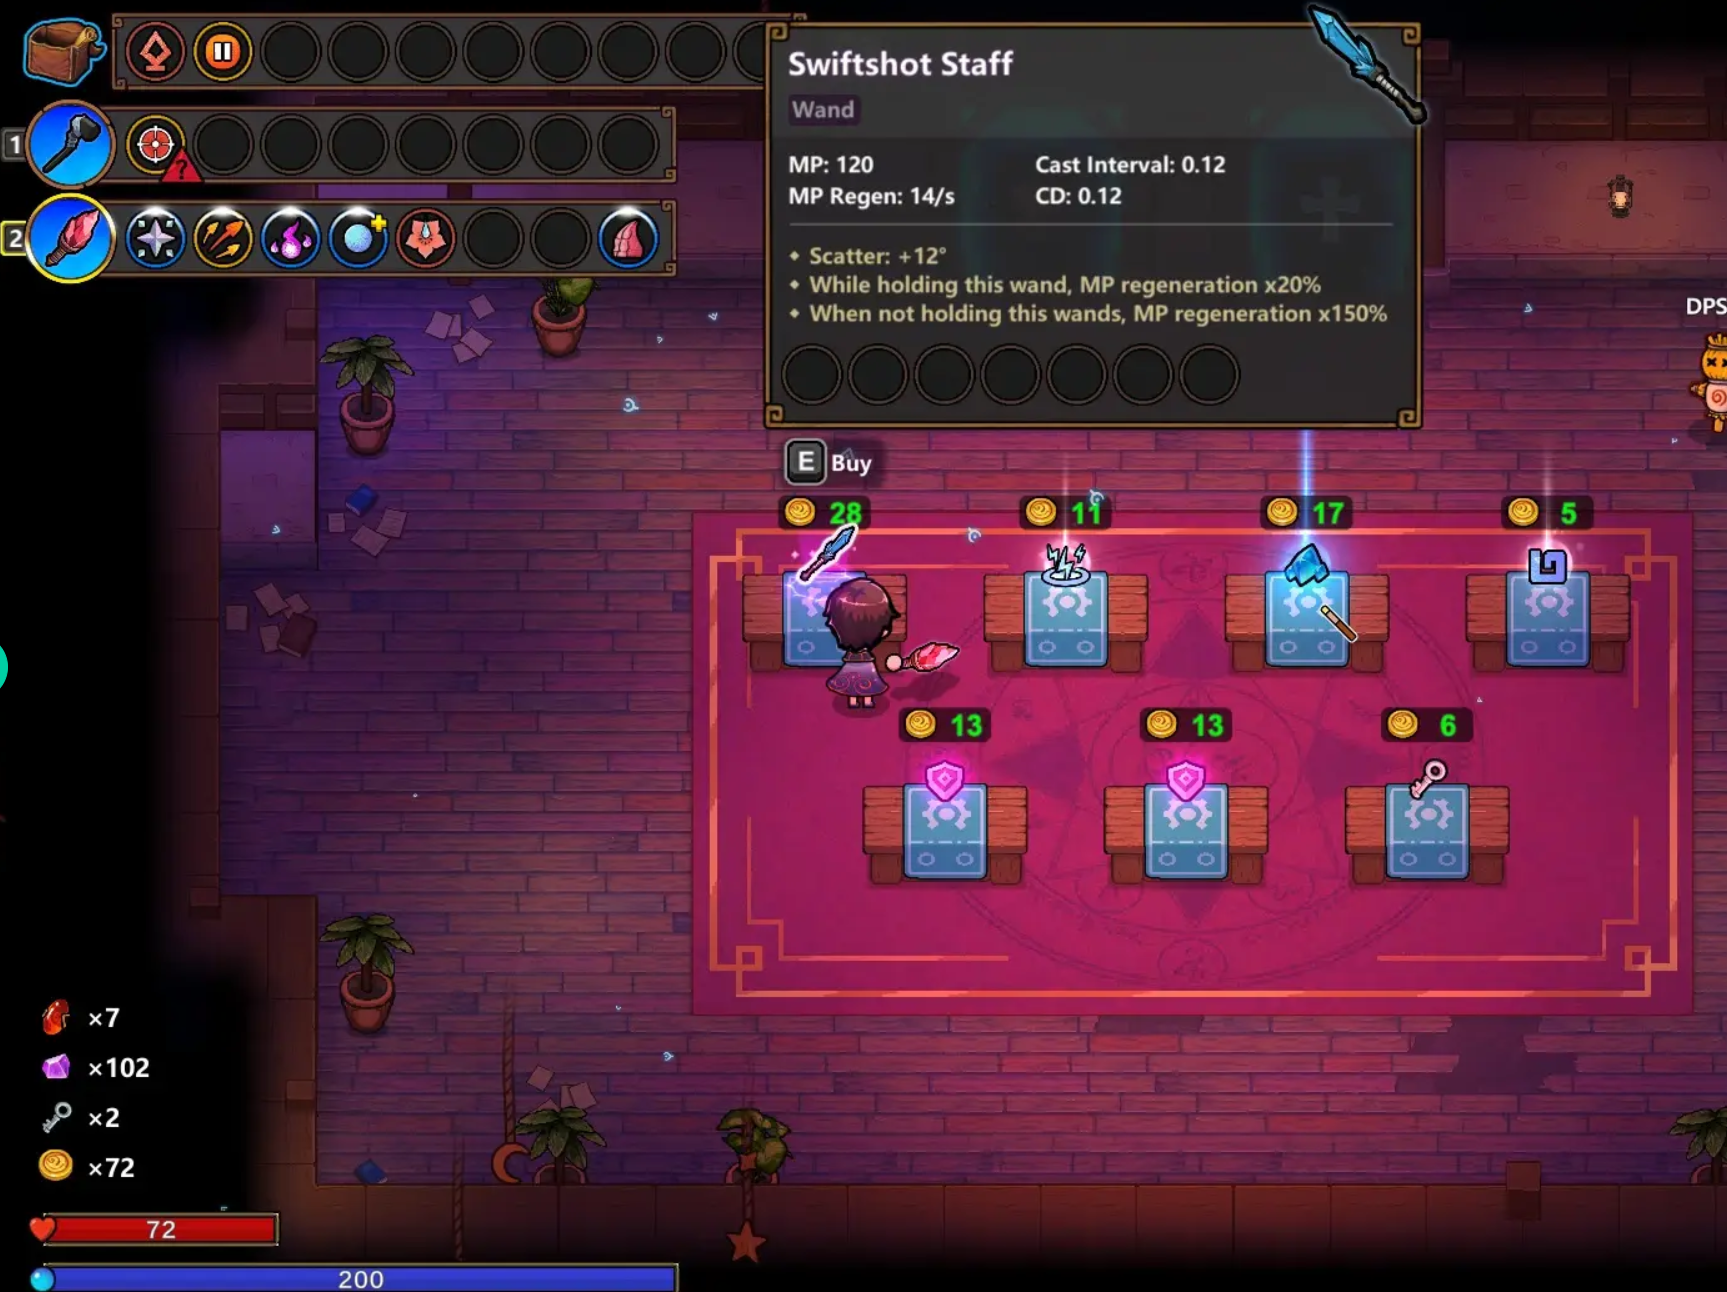 Swiftshot Staff
Wand
1
MP: 120
Cast Interval: 0.12
MP Regen: 14/s
CD: 0.12
2
?
Scatter: +12°
While holding this wand, MP regeneration x20%
When not holding this wands, MP regeneration x150%
DPS
E Buy
28
11
17
5
13
13
6
×7
×102
×2
×72
72
200